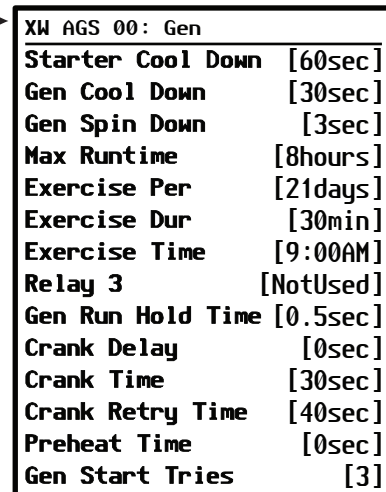 XW AGS 00: Gen
Starter Cool Down [60sec]
Gen Cool Down [30sec]
Gen Spin Down [3sec]
Max Runtime [8hours]
Exercise Per [21days]
Exercise Dur [30min]
Exercise Time [9:00AM]
Relay 3 [NotUsed]
Gen Run Hold Time [0.5sec]
Crank Delay [0sec]
Crank Time [30sec]
Crank Retry Time [40sec]
Preheat Time [0sec]
Gen Start Tries [3]